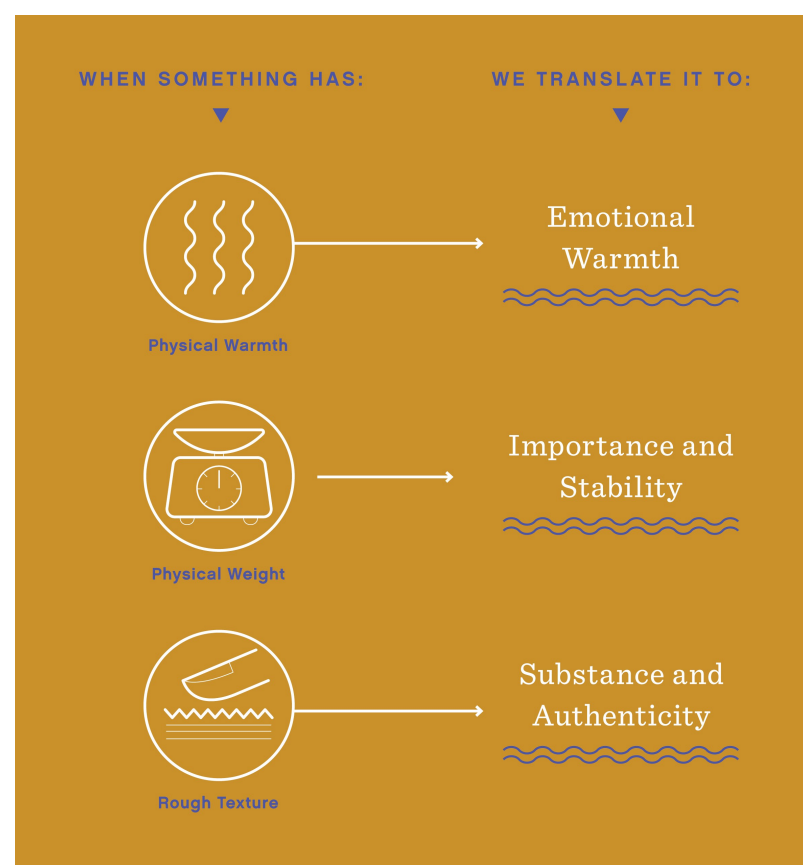 WHEN SOMETHING HAS:
WE TRANSLATE IT TO:
Physical Warmth
Emotional
Warmth
Physical Weight
Importance and
Stability
Rough Texture
Substance and
Authenticity